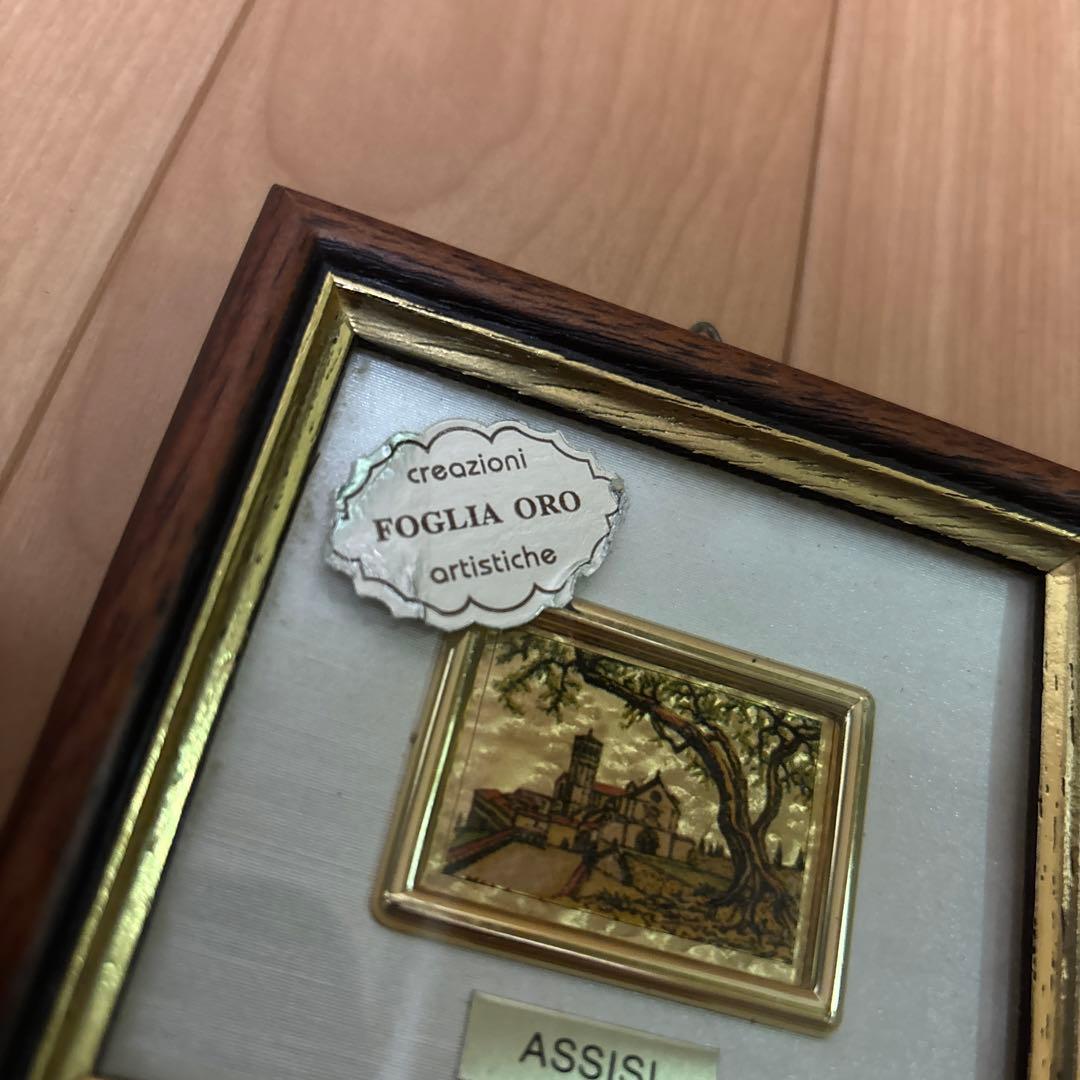 creazioni
FOGLIA ORO
artistiche
ASSISI